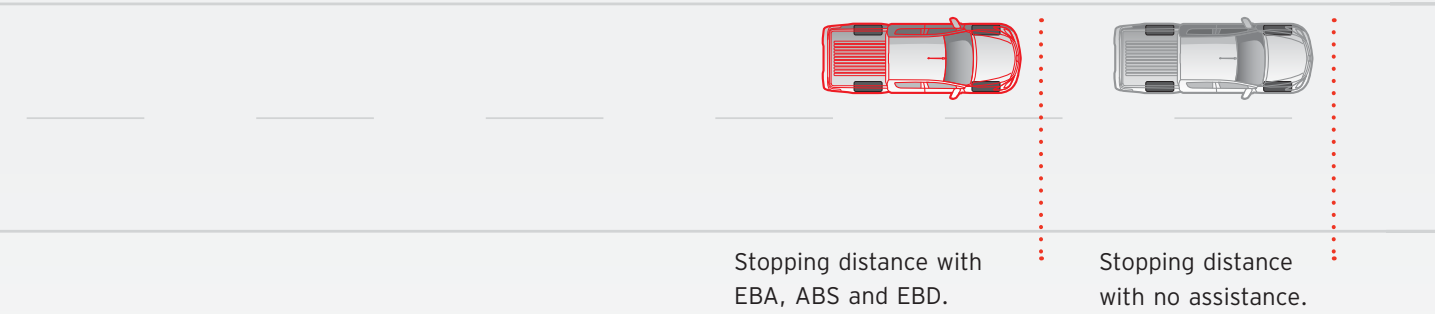 Stopping distance with
EBA, ABS and EBD.
Stopping distance
with no assistance.